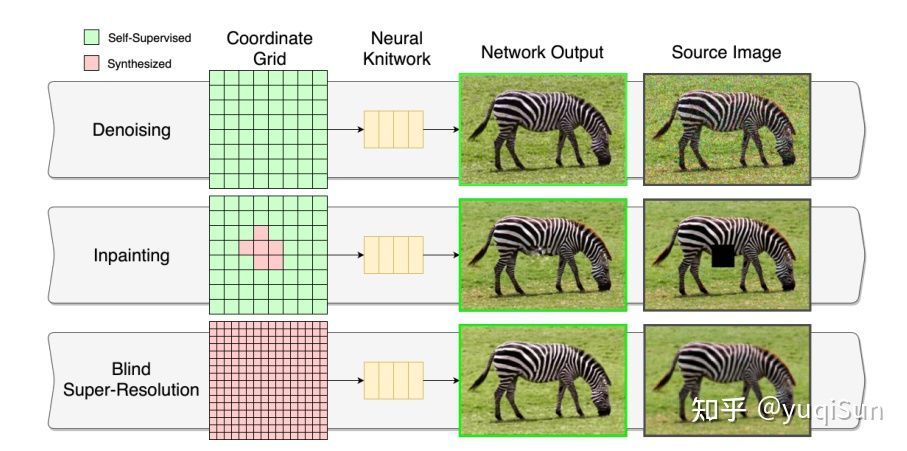 Self-Supervised
Synthesized
Coordinate
Grid
Neural
Knitwork
Network Output
Source Image
Denoising
Inpainting
Blind
Super-Resolution
知乎 @yuqiSun